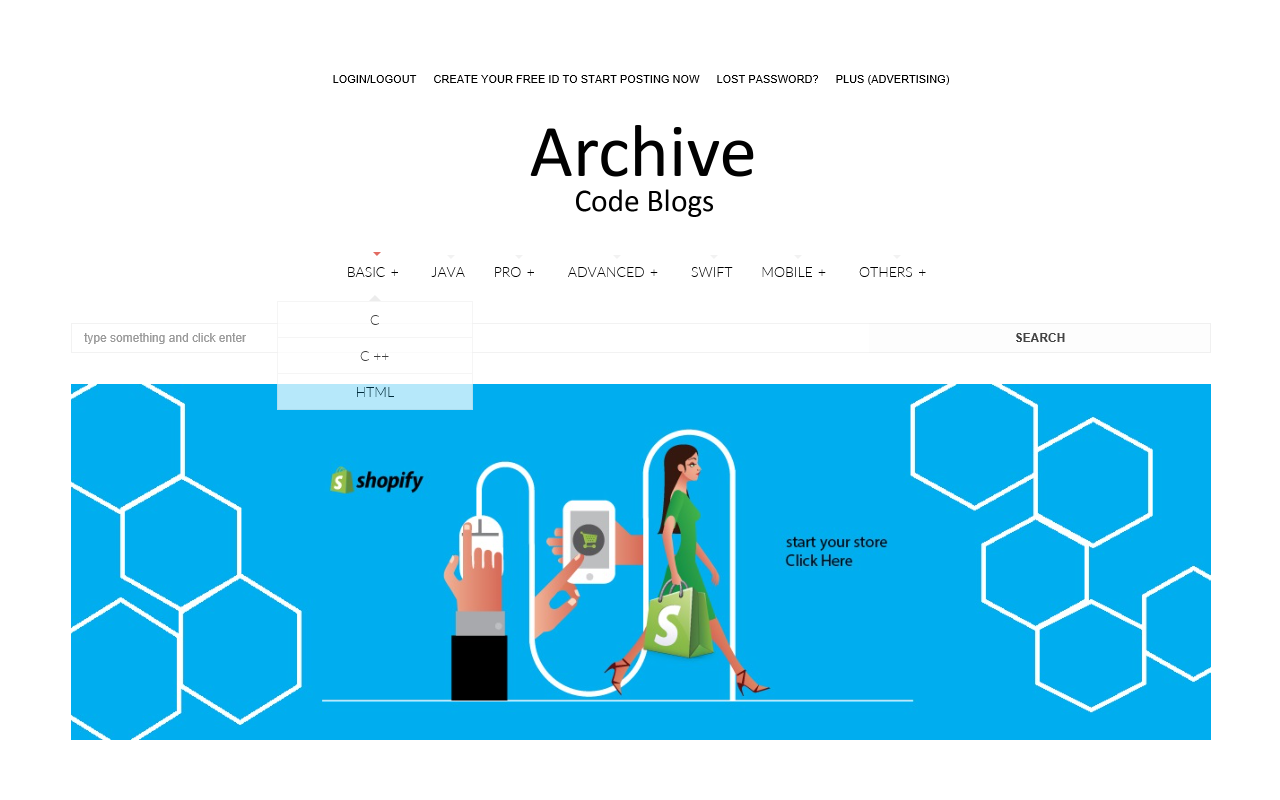 LOGIN/LOGOUT CREATE YOUR FREE ID TO START POSTING NOW LOST PASSWORD? PLUS (ADVERTISING)
Archive
Code Blogs
BASIC + JAVA PRO + ADVANCED + SWIFT MOBILE + OTHERS +
C
type something and click enter SEARCH
C ++
HTML
shopify
start your store
Click Here